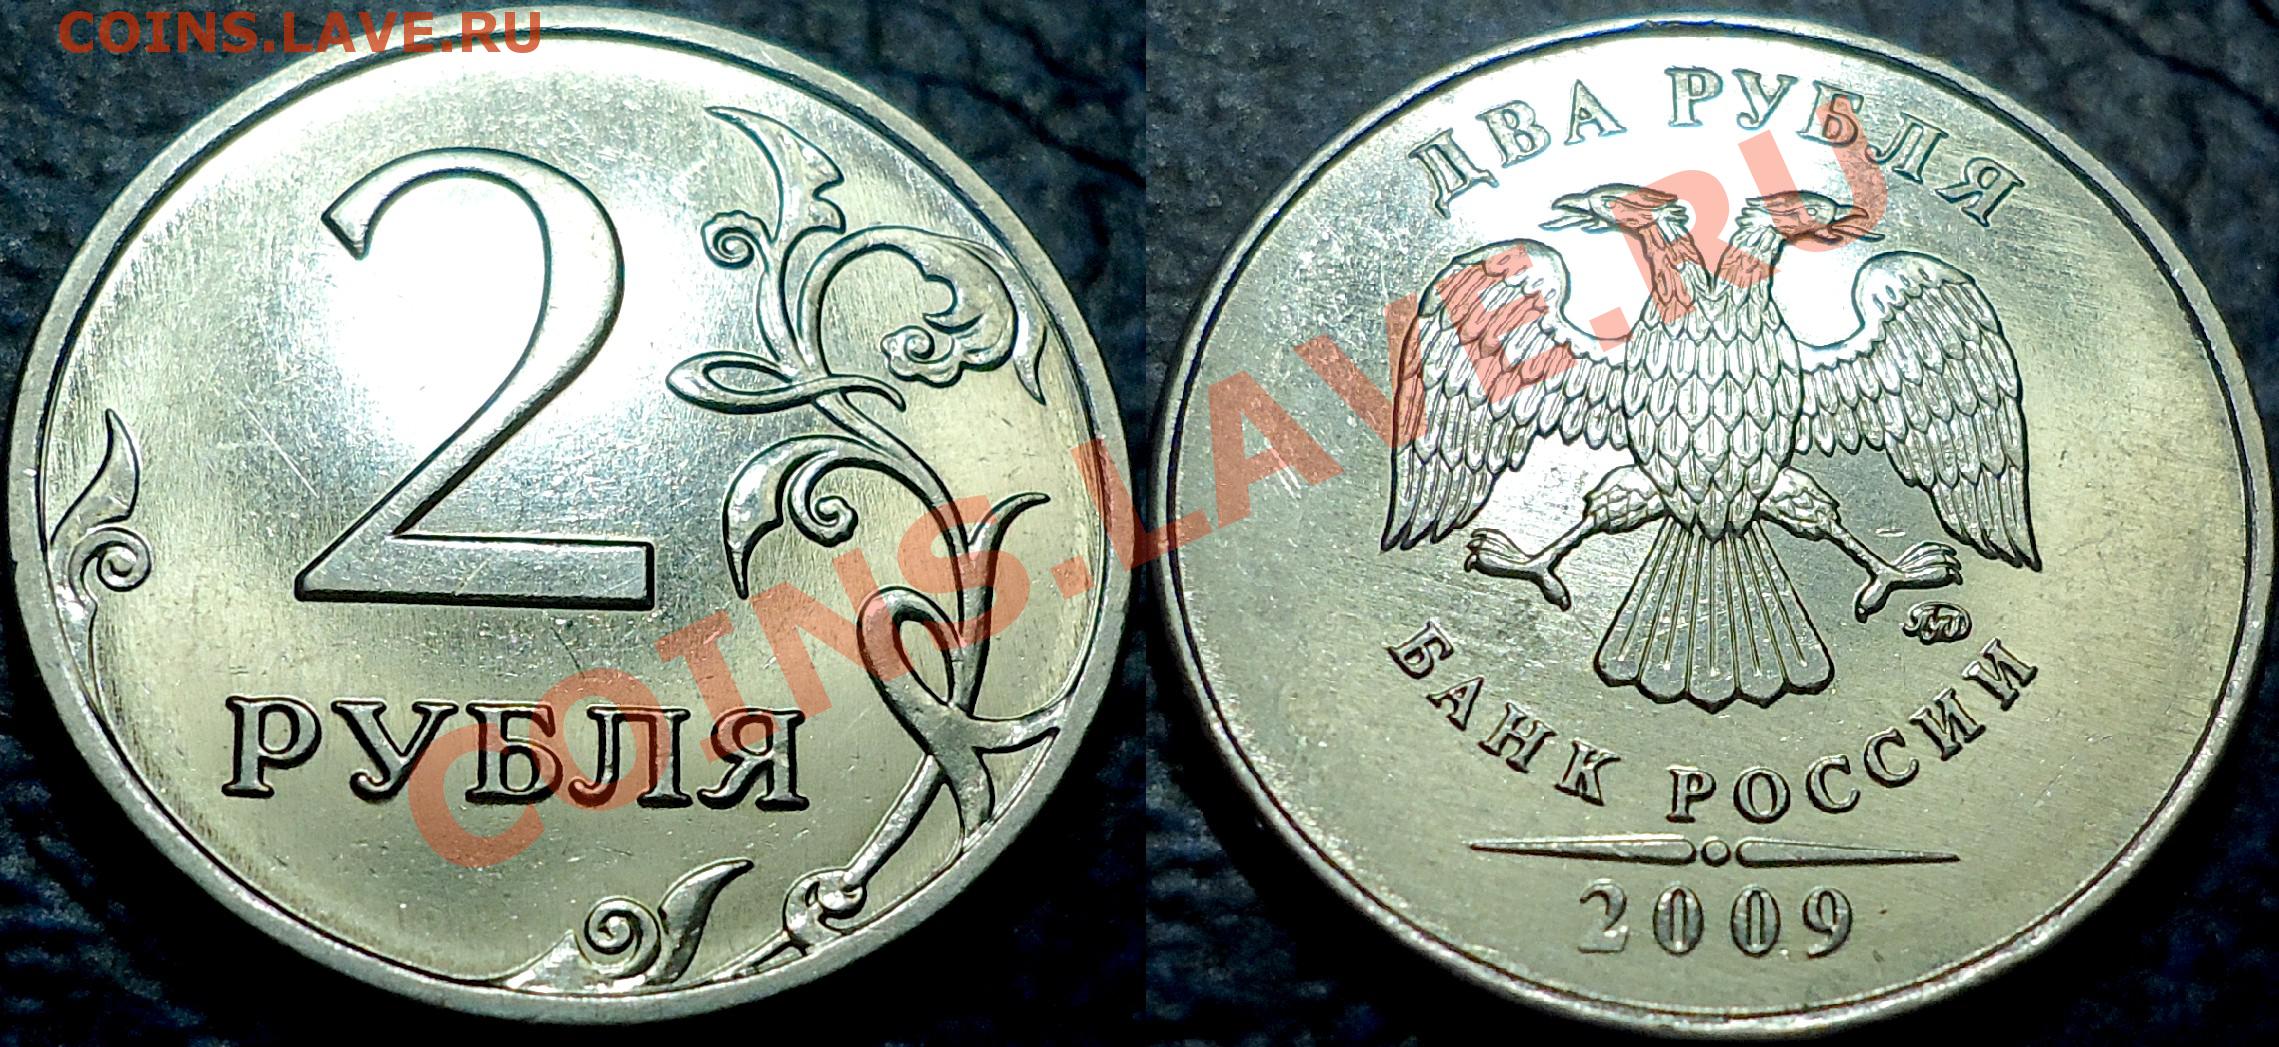 COINS.LAVE.RU
2
РУБЛЯ
ДВА РУБЛЯ
БАНК РОССИИ
2009
COINS.LAVE.RU